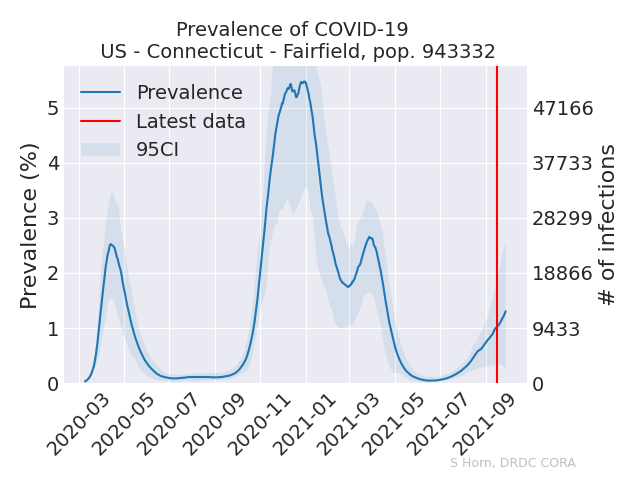 Prevalence of COVID-19
US - Connecticut - Fairfield, pop. 943332
Prevalence
Latest data
95CI
Prevalence (%)
5
4
3
2
1
0
47166
37733
28299
18866
9433
0
# of infections
2020-03
2020-05
2020-07
2020-09
2020-11
2021-01
2021-03
2021-05
2021-07
2021-09
S Horn, DRDC CORA